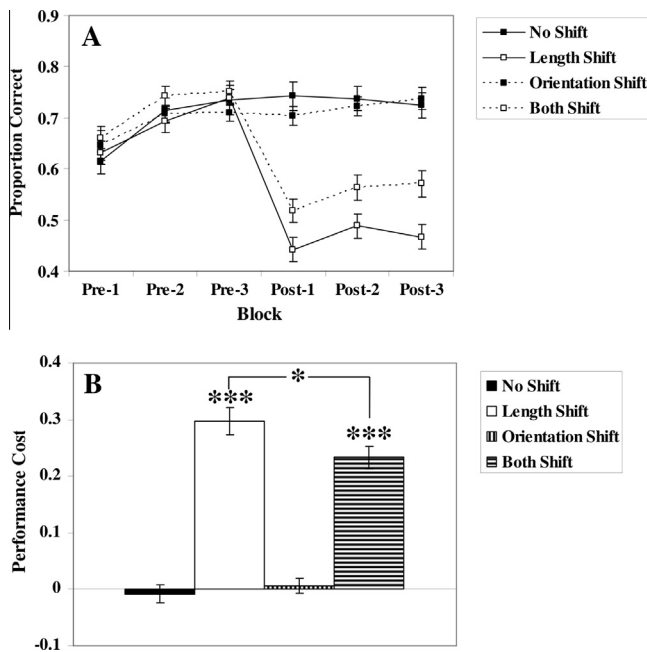 A
0.9
0.8
0.7
0.6
0.5
0.4
Proportion Correct
Pre-1 Pre-2 Pre-3 Post-1 Post-2 Post-3
Block
No Shift
Length Shift
Orientation Shift
Both Shift
B
0.4
0.3
0.2
0.1
0
-0.1
Performance Cost
*
***
***
No Shift
Length Shift
Orientation Shift
Both Shift